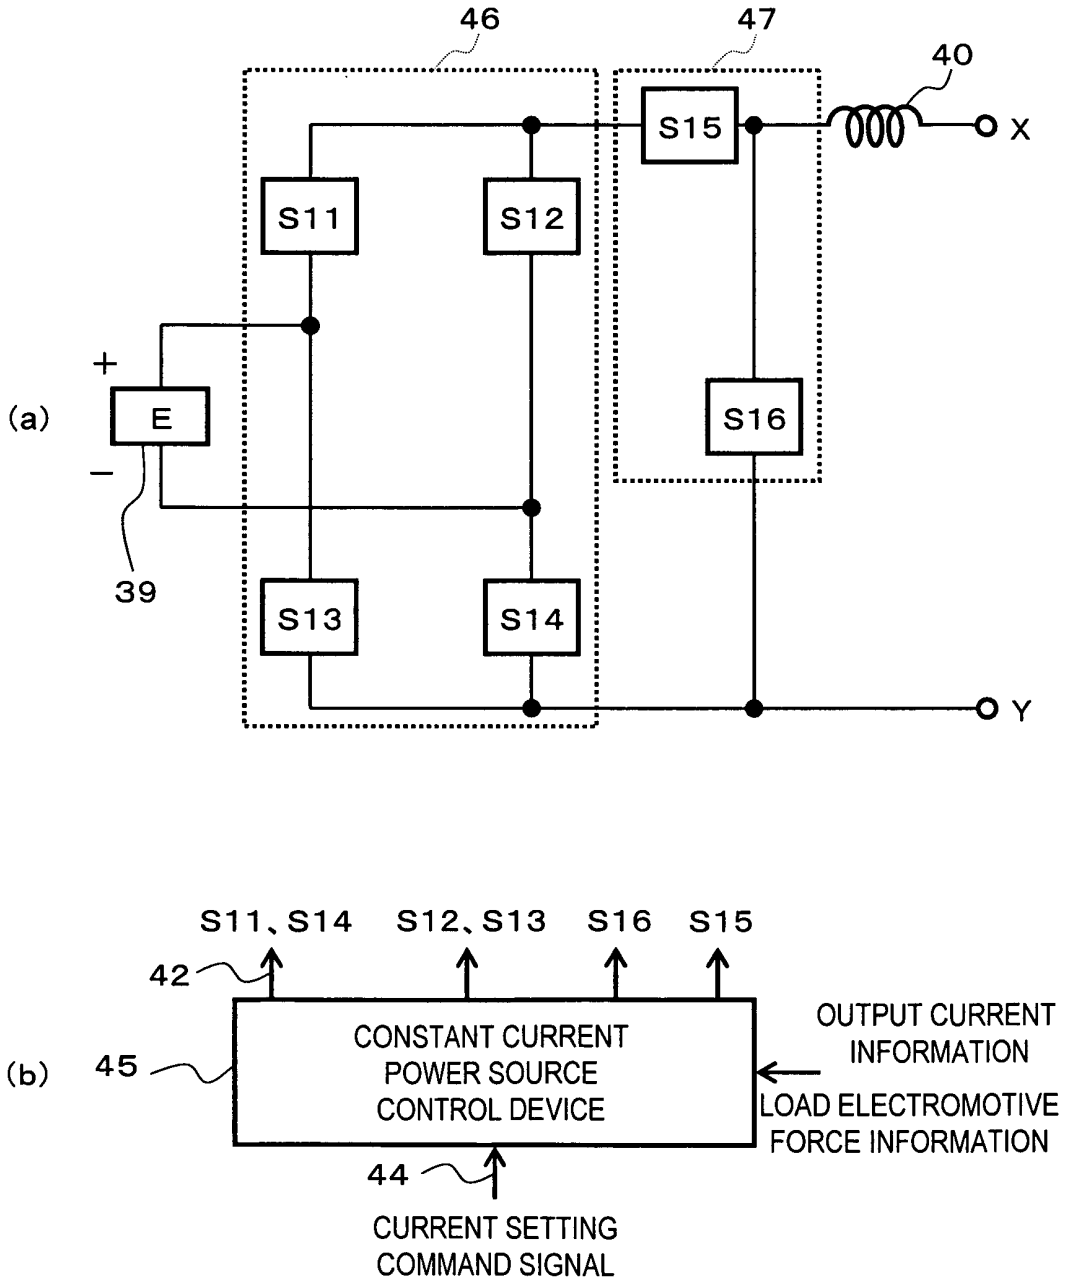 46
47
40
S15
X
S11
S12
+
(a)
E
S16
−
39
S13
S14
Y
S11、S14
S12、S13
S16
S15
42
(b)
45
CONSTANT CURRENT
POWER SOURCE
CONTROL DEVICE
OUTPUT CURRENT
INFORMATION
LOAD ELECTROMOTIVE
FORCE INFORMATION
44
CURRENT SETTING
COMMAND SIGNAL